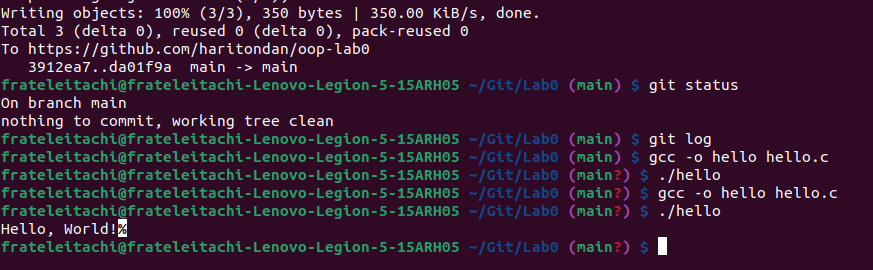 Writing objects: 100% (3/3), 350 bytes | 350.00 KiB/s, done.
Total 3 (delta 0), reused 0 (delta 0), pack-reused 0
To https://github.com/haritondan/oop-lab0
   3912ea7..da01f9a  main -> main
frateleitachi@frateleitachi-Lenovo-Legion-5-15ARH05 ~/Git/Lab0 (main) $ git status
On branch main
nothing to commit, working tree clean
frateleitachi@frateleitachi-Lenovo-Legion-5-15ARH05 ~/Git/Lab0 (main) $ git log
frateleitachi@frateleitachi-Lenovo-Legion-5-15ARH05 ~/Git/Lab0 (main) $ gcc -o hello hello.c
frateleitachi@frateleitachi-Lenovo-Legion-5-15ARH05 ~/Git/Lab0 (main?) $ ./hello
frateleitachi@frateleitachi-Lenovo-Legion-5-15ARH05 ~/Git/Lab0 (main?) $ gcc -o hello hello.c
frateleitachi@frateleitachi-Lenovo-Legion-5-15ARH05 ~/Git/Lab0 (main?) $ ./hello
Hello, World!%
frateleitachi@frateleitachi-Lenovo-Legion-5-15ARH05 ~/Git/Lab0 (main?) $